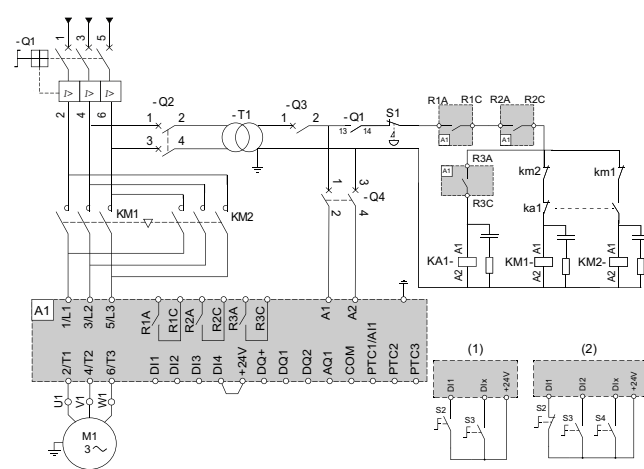 - Q1
1 3 5
I> I> I>
2 4 6
- Q2
1 2
3 4
- T1
- Q3
1 2
- Q1
13 14
S1
R1A R1C R2A R2C
A1 A1
A1 R3A
R3C
km2 km1
ka1
1 3
- Q4
2 4
KM1 KM2
KA1- A1 A2
KM1- A1 A2
KM2- A1 A2
A1
1/L1 3/L2 5/L3 R1A R1C R2A R2C R3A R3C A1 A2
2/T1 4/T2 6/T3 DI1 DI2 DI3 DI4 +24V DQ+ DQ1 DQ2 AQ1 COM PTC1/AI1 PTC2 PTC3
U1 V1 W1
M1
3
(1) (2)
DI1 DIx +24V
S2 S3
DI1 DI2 DIx +24V
S2 S3 S4